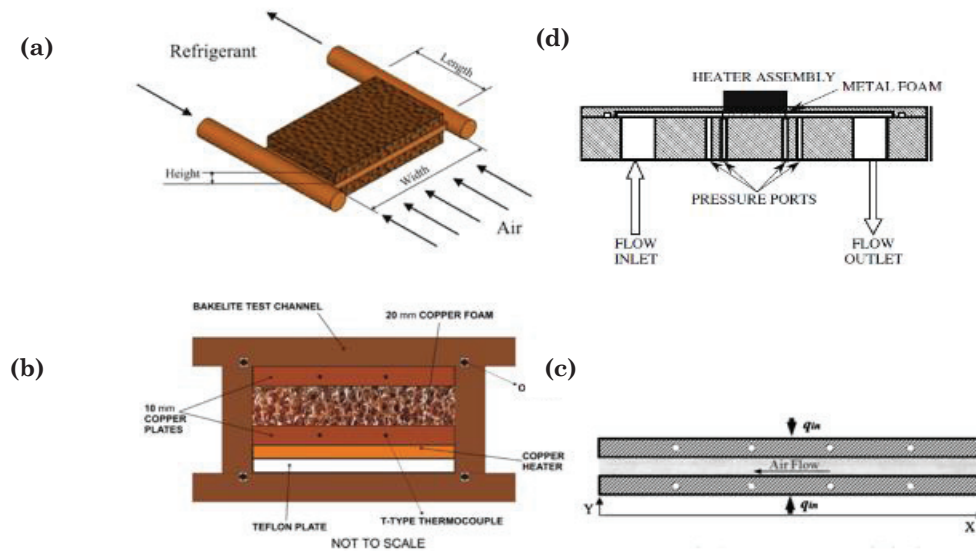 (a)
Refrigerant
Length
Height
Width
Air
(d)
HEATER ASSEMBLY
METAL FOAM
PRESSURE PORTS
FLOW
INLET
FLOW
OUTLET
(b)
BAKELITE TEST CHANNEL
20 mm COPPER FOAM
O
10 mm
COPPER
PLATES
COPPER
HEATER
TEFLON PLATE
T-TYPE THERMOCOUPLE
NOT TO SCALE
(c)
qin
Air Flow
Y
qin
X